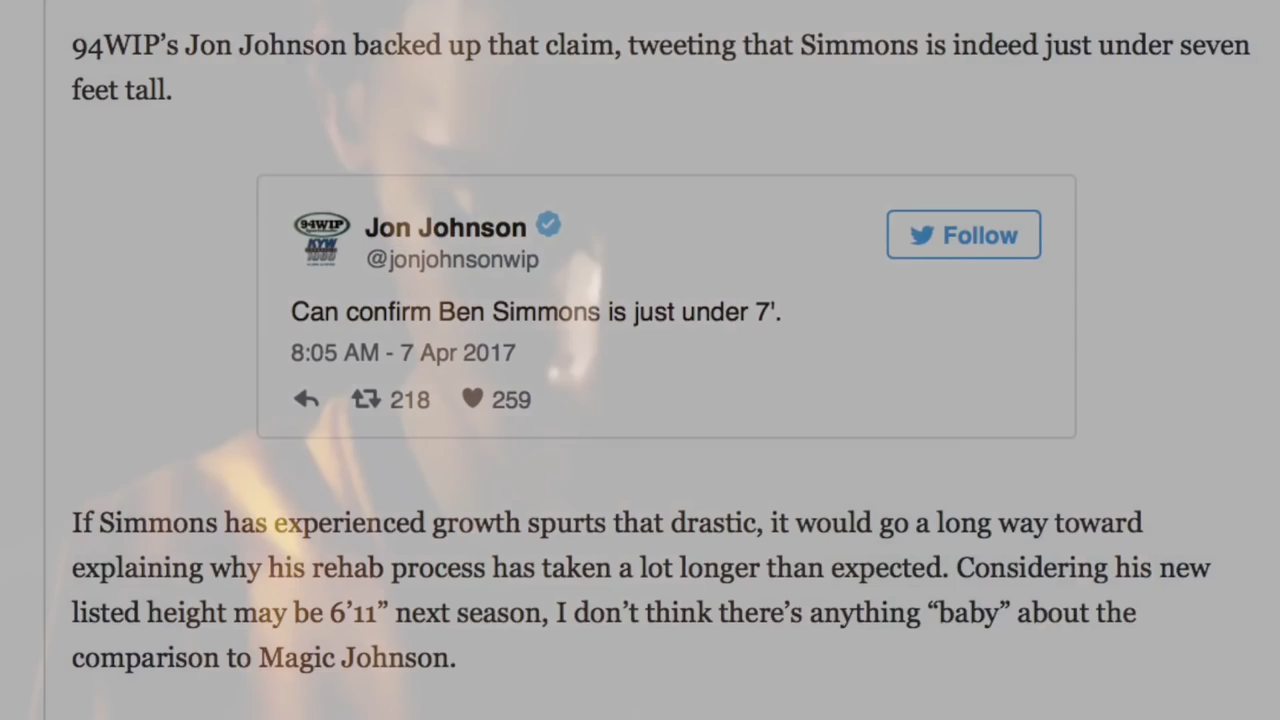 94WIP’s Jon Johnson backed up that claim, tweeting that Simmons is indeed just under seven
feet tall.
94WIP
KYW
1060
Jon Johnson
Follow
@jonjohnsonwip
Can confirm Ben Simmons is just under 7'.
8:05 AM - 7 Apr 2017
218 259
If Simmons has experienced growth spurts that drastic, it would go a long way toward
explaining why his rehab process has taken a lot longer than expected. Considering his new
listed height may be 6’11” next season, I don’t think there’s anything “baby” about the
comparison to Magic Johnson.